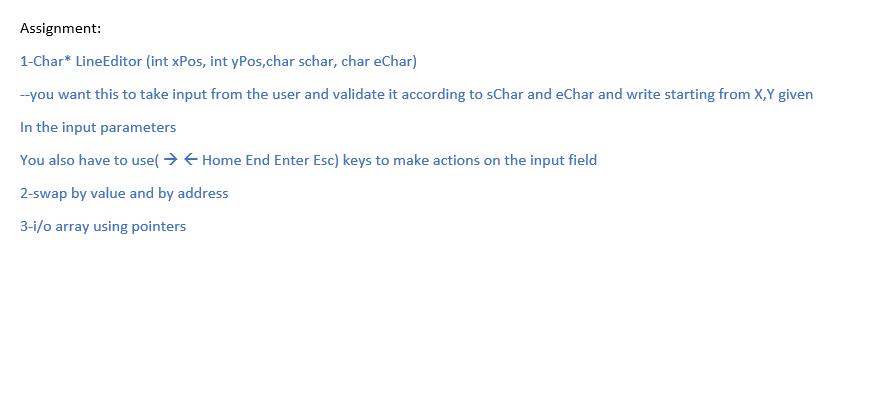 Assignment:
1-Char* LineEditor (int xPos, int yPos,char schar, char eChar)
--you want this to take input from the user and validate it according to sChar and eChar and write starting from X,Y given
In the input parameters
You also have to use( → ← Home End Enter Esc) keys to make actions on the input field
2-swap by value and by address
3-i/o array using pointers